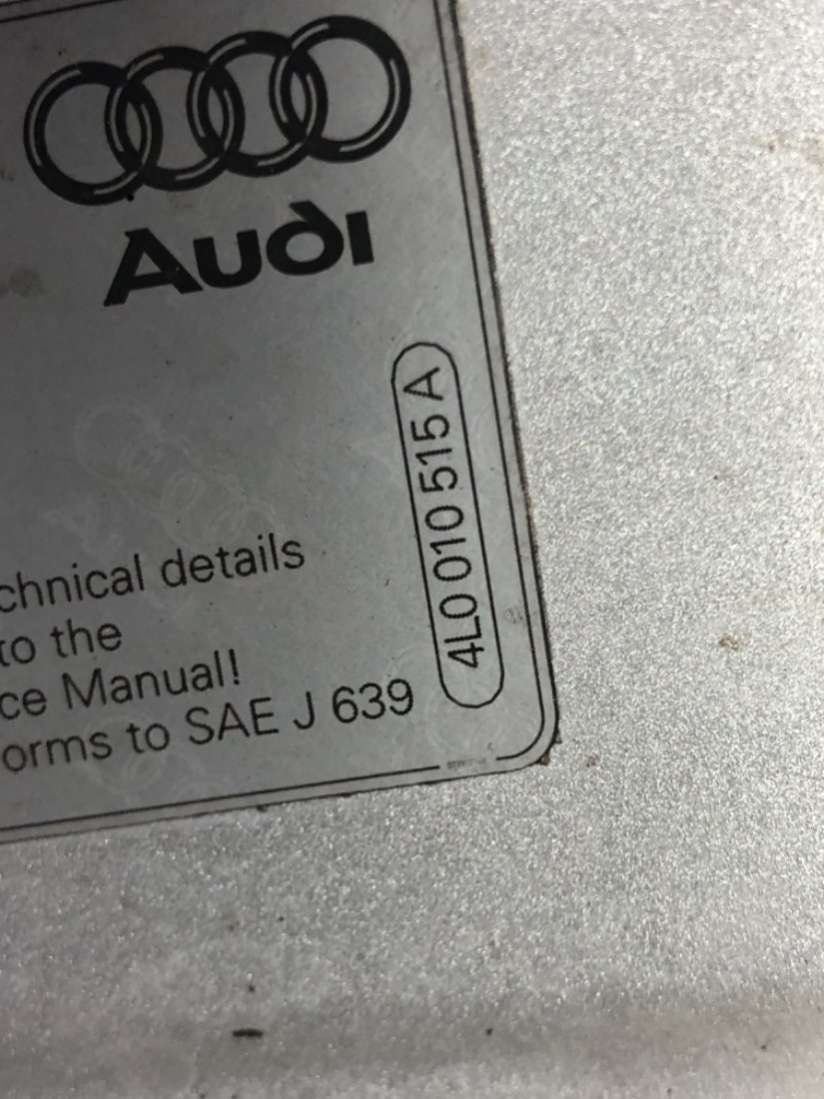 Audi
4L0 010 515 A
chnical details
to the
ce Manual!
orms to SAE J 639